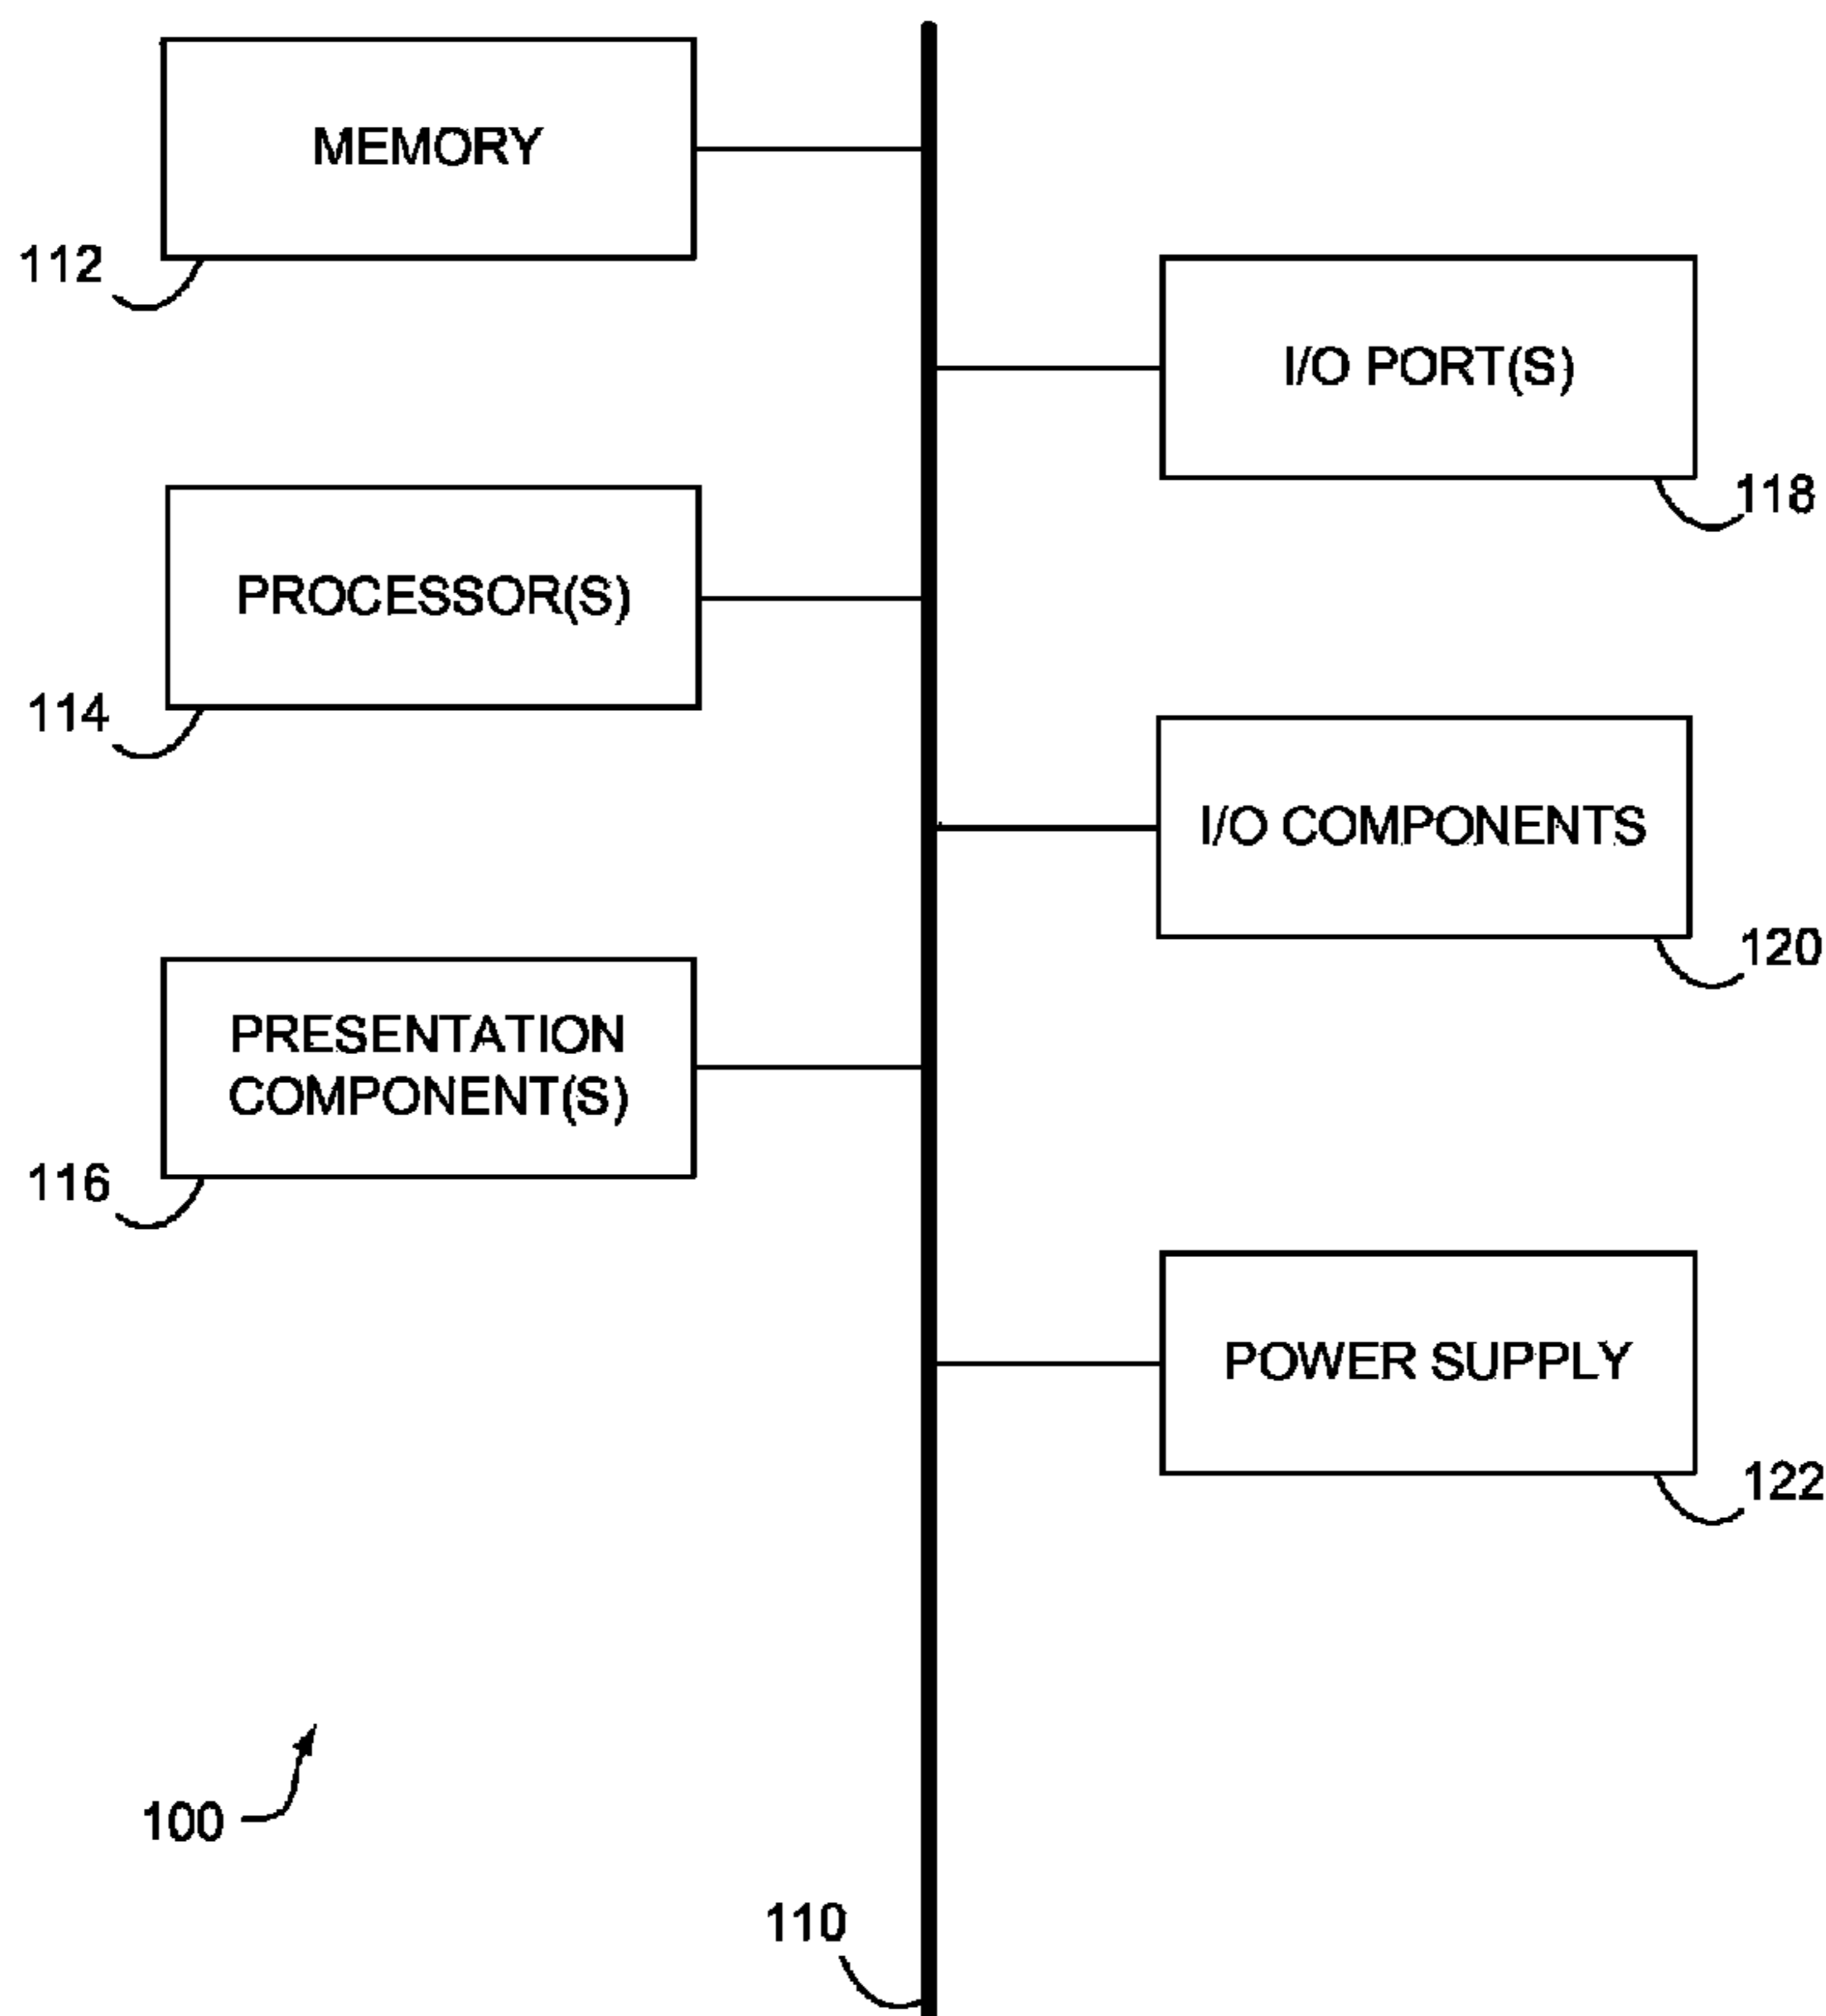 MEMORY
112
I/O PORT(S)
118
PROCESSOR(S)
114
I/O COMPONENTS
120
PRESENTATION
COMPONENT(S)
116
POWER SUPPLY
122
100
110